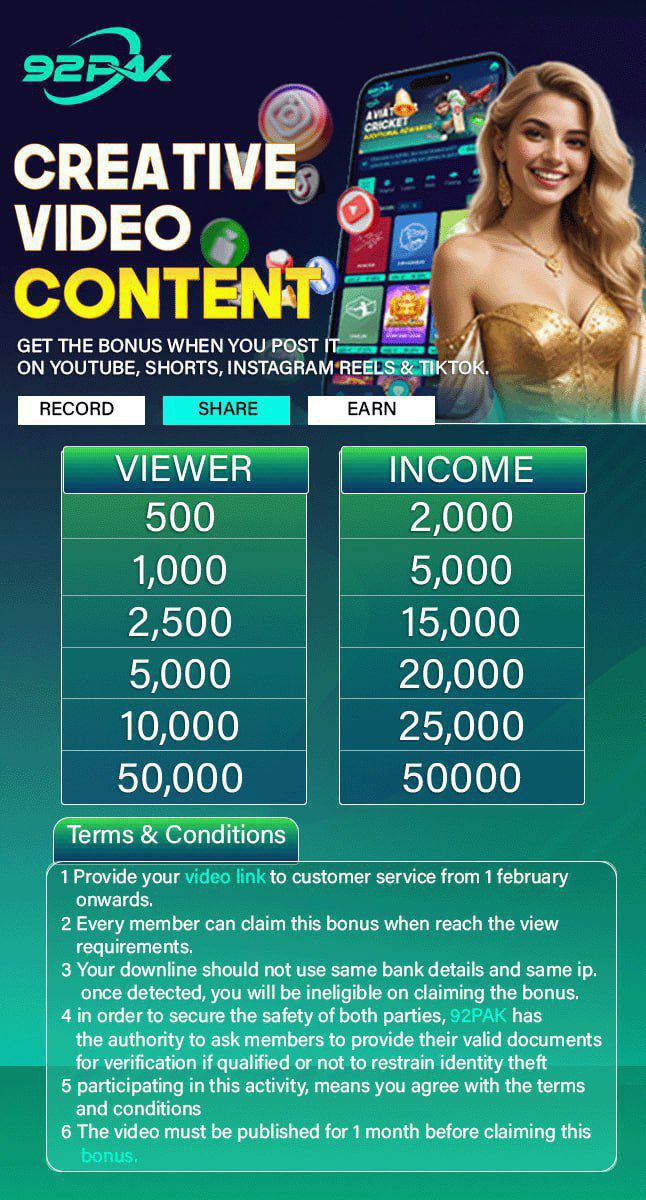 92PAK
AVIAT
CRICKET
CREATIVE
VIDEO
CONTENT
GET THE BONUS WHEN YOU POST IT
ON YOUTUBE, SHORTS, INSTAGRAM REELS & TIKTOK.
RECORD SHARE EARN
VIEWER INCOME
500 2,000
1,000 5,000
2,500 15,000
5,000 20,000
10,000 25,000
50,000 50000
Terms & Conditions
1 Provide your video link to customer service from 1 february
onwards.
2 Every member can claim this bonus when reach the view
requirements.
3 Your downline should not use same bank details and same ip.
once detected, you will be ineligible on claiming the bonus.
4 in order to secure the safety of both parties, 92PAK has
the authority to ask members to provide their valid documents
for verification if qualified or not to restrain identity theft
5 participating in this activity, means you agree with the terms
and conditions
6 The video must be published for 1 month before claiming this
bonus.